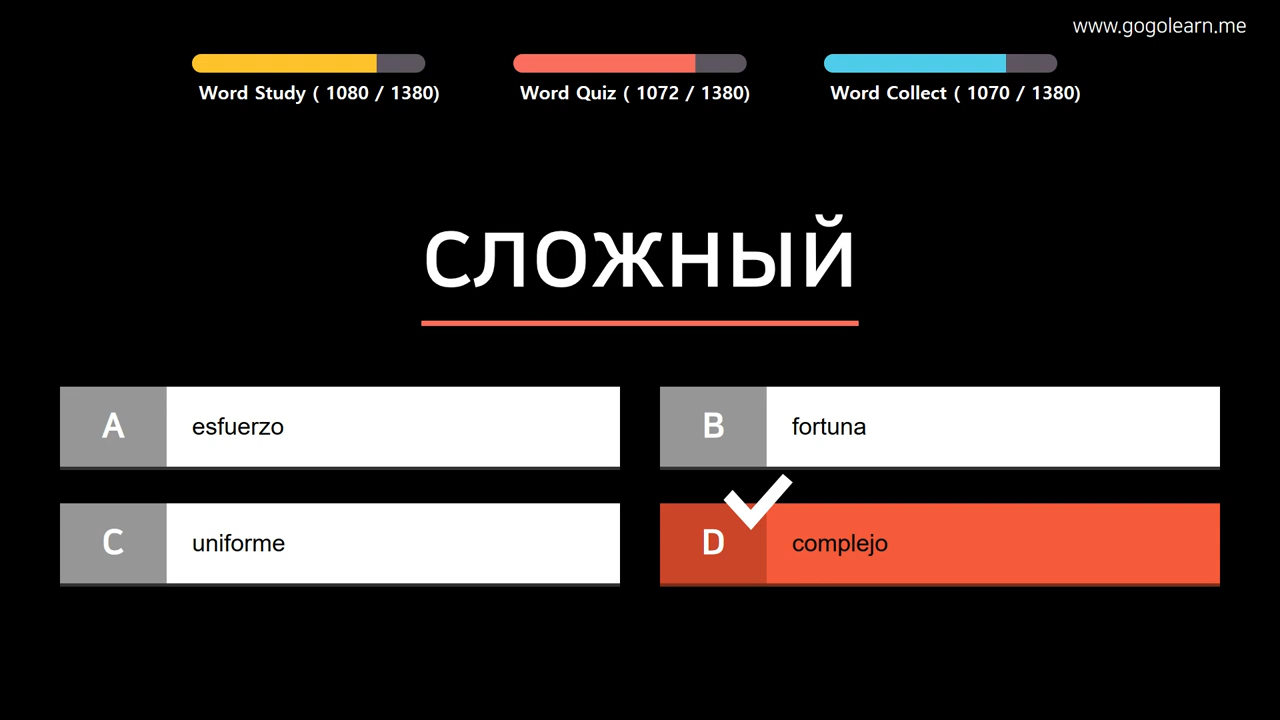 www.gogolearn.me
Word Study ( 1080 / 1380)
Word Quiz ( 1072 / 1380)
Word Collect ( 1070 / 1380)
сложный
A esfuerzo
B fortuna
C uniforme
D complejo